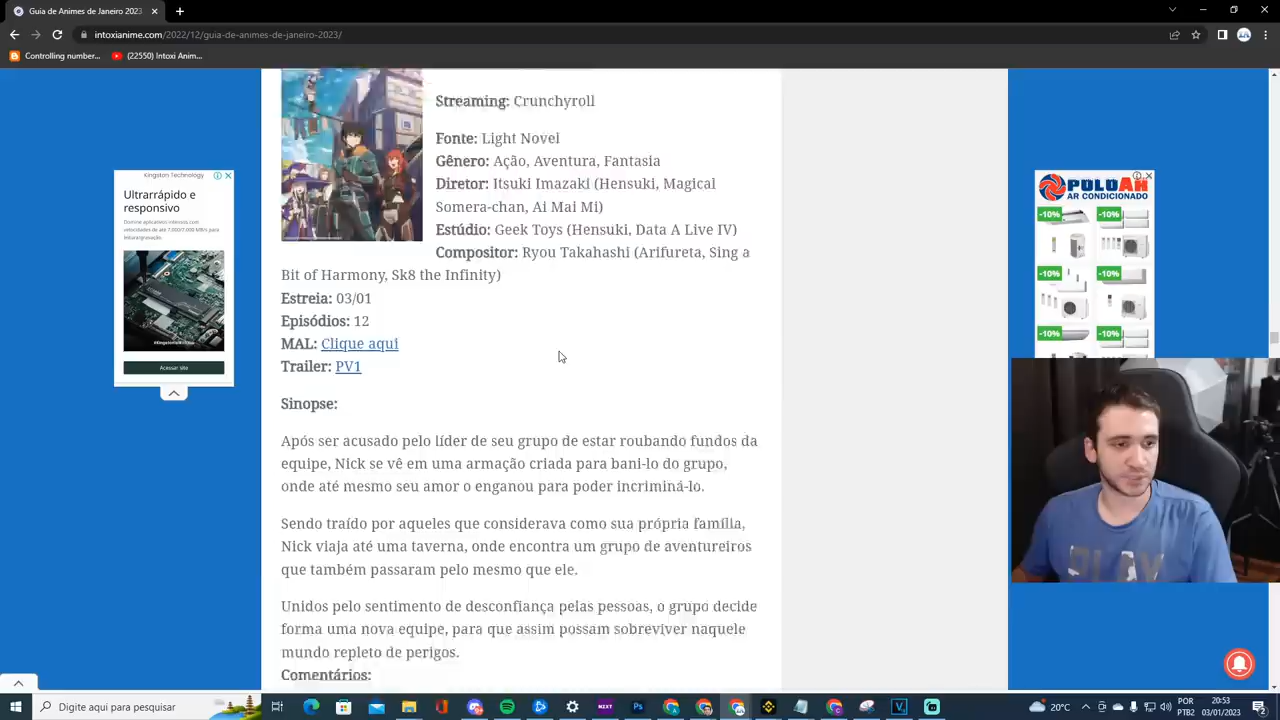 Guia de Animes de Janeiro 2023
intoxianime.com/2022/12/guia-de-animes-de-janeiro-2023/
Controlling number...
(22550) Intoxi Anim...
Streaming: Crunchyroll
Fonte: Light Novel
Gênero: Ação, Aventura, Fantasia
Diretor: Itsuki Imazaki (Hensuki, Magical
Somera-chan, Ai Mai Mi)
Estúdio: Geek Toys (Hensuki, Data A Live IV)
Compositor: Ryou Takahashi (Arifureta, Sing a
Bit of Harmony, Sk8 the Infinity)
Estreia: 03/01
Episódios: 12
MAL: Clique aqui
Trailer: PV1
Sinopse:
Após ser acusado pelo líder de seu grupo de estar roubando fundos da
equipe, Nick se vê em uma armação criada para bani-lo do grupo,
onde até mesmo seu amor o enganou para poder incriminá-lo.
Sendo traído por aqueles que considerava como sua própria família,
Nick viaja até uma taverna, onde encontra um grupo de aventureiros
que também passaram pelo mesmo que ele.
Unidos pelo sentimento de desconfiança pelas pessoas, o grupo decide
forma uma nova equipe, para que assim possam sobreviver naquele
mundo repleto de perigos.
Comentários:
Kingston Technology
Ultrarrápido e
responsivo
Acessar site
POLOAR
AR CONDICIONADO
-10%
-10%
-10%
-10%
-10%
-10%
PLAY
Digite aqui para pesquisar
NEXT
20°C
POR
PTB2
20:53
03/01/2023